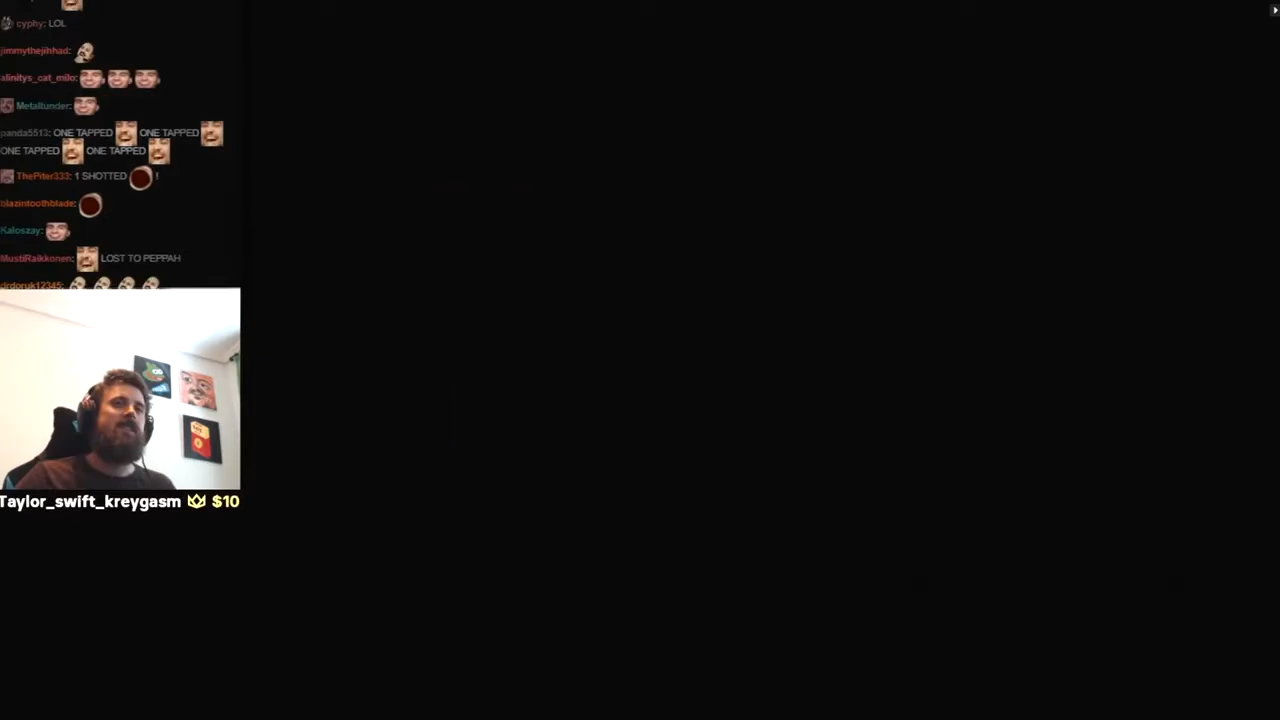 cyphy: LOL
jimmythejihhad:
alinitys_cat_milo:
Metaltunder:
panda5513: ONE TAPPED ONE TAPPED
ONE TAPPED ONE TAPPED
ThePiter333: 1 SHOTTED !
blazintoothblade:
Kaloszay:
MustiRaikkonen: LOST TO PEPPAH
drdoruk12345:
Taylor_swift_kreygasm $10